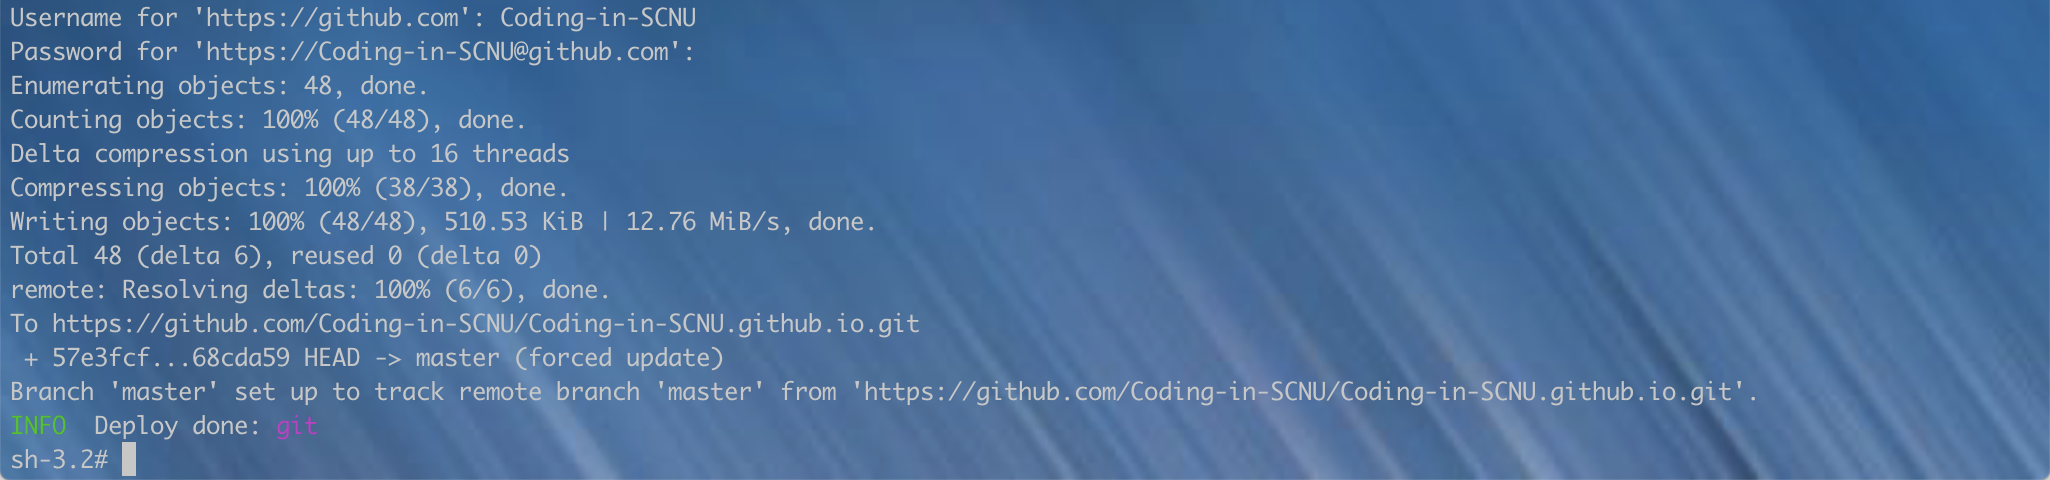 Username for 'https://github.com': Coding-in-SCNU
Password for 'https://Coding-in-SCNU@github.com':
Enumerating objects: 48, done.
Counting objects: 100% (48/48), done.
Delta compression using up to 16 threads
Compressing objects: 100% (38/38), done.
Writing objects: 100% (48/48), 510.53 KiB | 12.76 MiB/s, done.
Total 48 (delta 6), reused 0 (delta 0)
remote: Resolving deltas: 100% (6/6), done.
To https://github.com/Coding-in-SCNU/Coding-in-SCNU.github.io.git
 + 57e3fcf...68cda59 HEAD -> master (forced update)
Branch 'master' set up to track remote branch 'master' from 'https://github.com/Coding-in-SCNU/Coding-in-SCNU.github.io.git'.
INFO  Deploy done: git
sh-3.2#